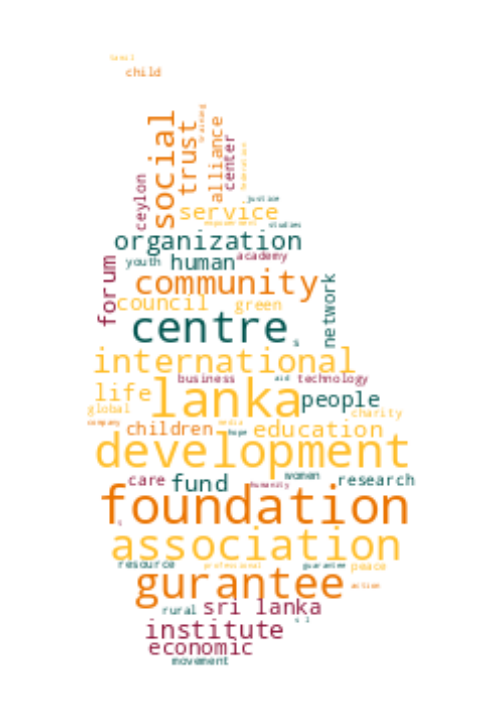 tamil
child
social
trust
training
alliance
center
federation
ceylon
justice
service
empowerment
studies
organization
forum
youth
human
academy
community
network
council
green
centre
s
international
business
aid
technology
life
lanka
people
global
charity
company
children
media
hope
education
development
care
fund
women
humanity
research
foundation
association
resource
professional
guarantee
peace
gurantee
action
rural
sri lanka
s l
institute
economic
movement